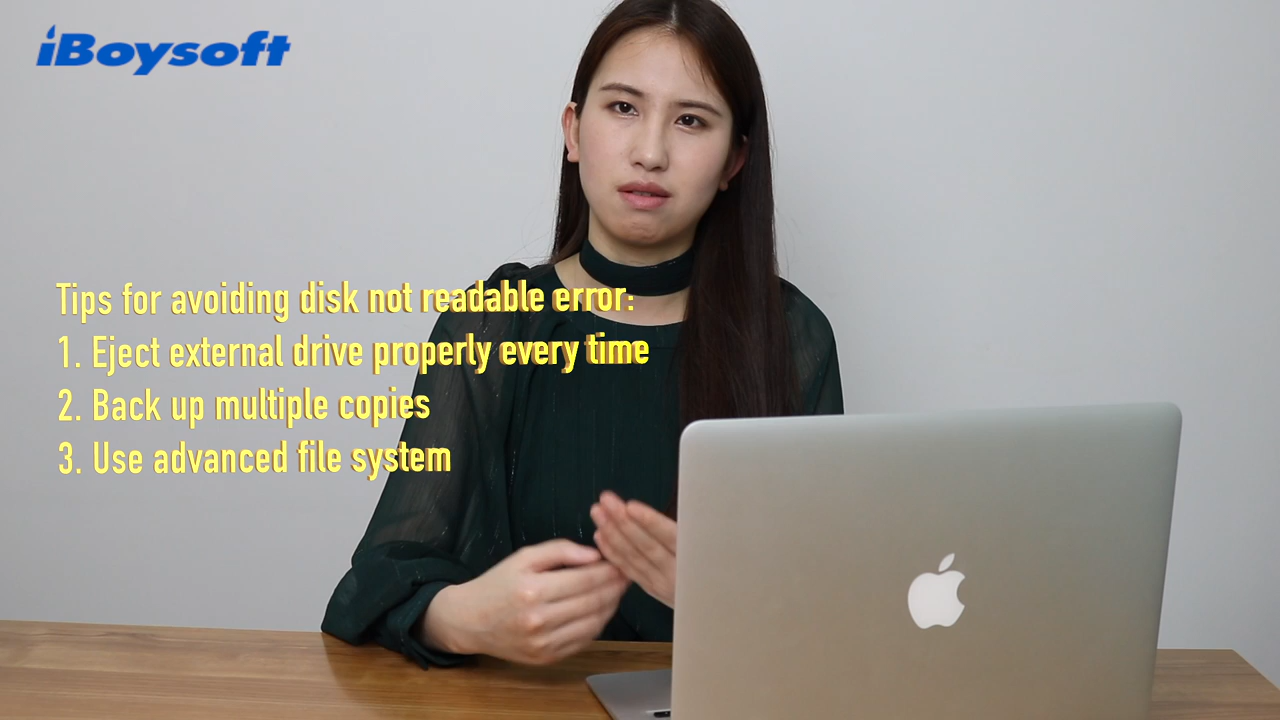 iBoysoft
Tips for avoiding disk not readable error:
1. Eject external drive properly every time
2. Back up multiple copies
3. Use advanced file system